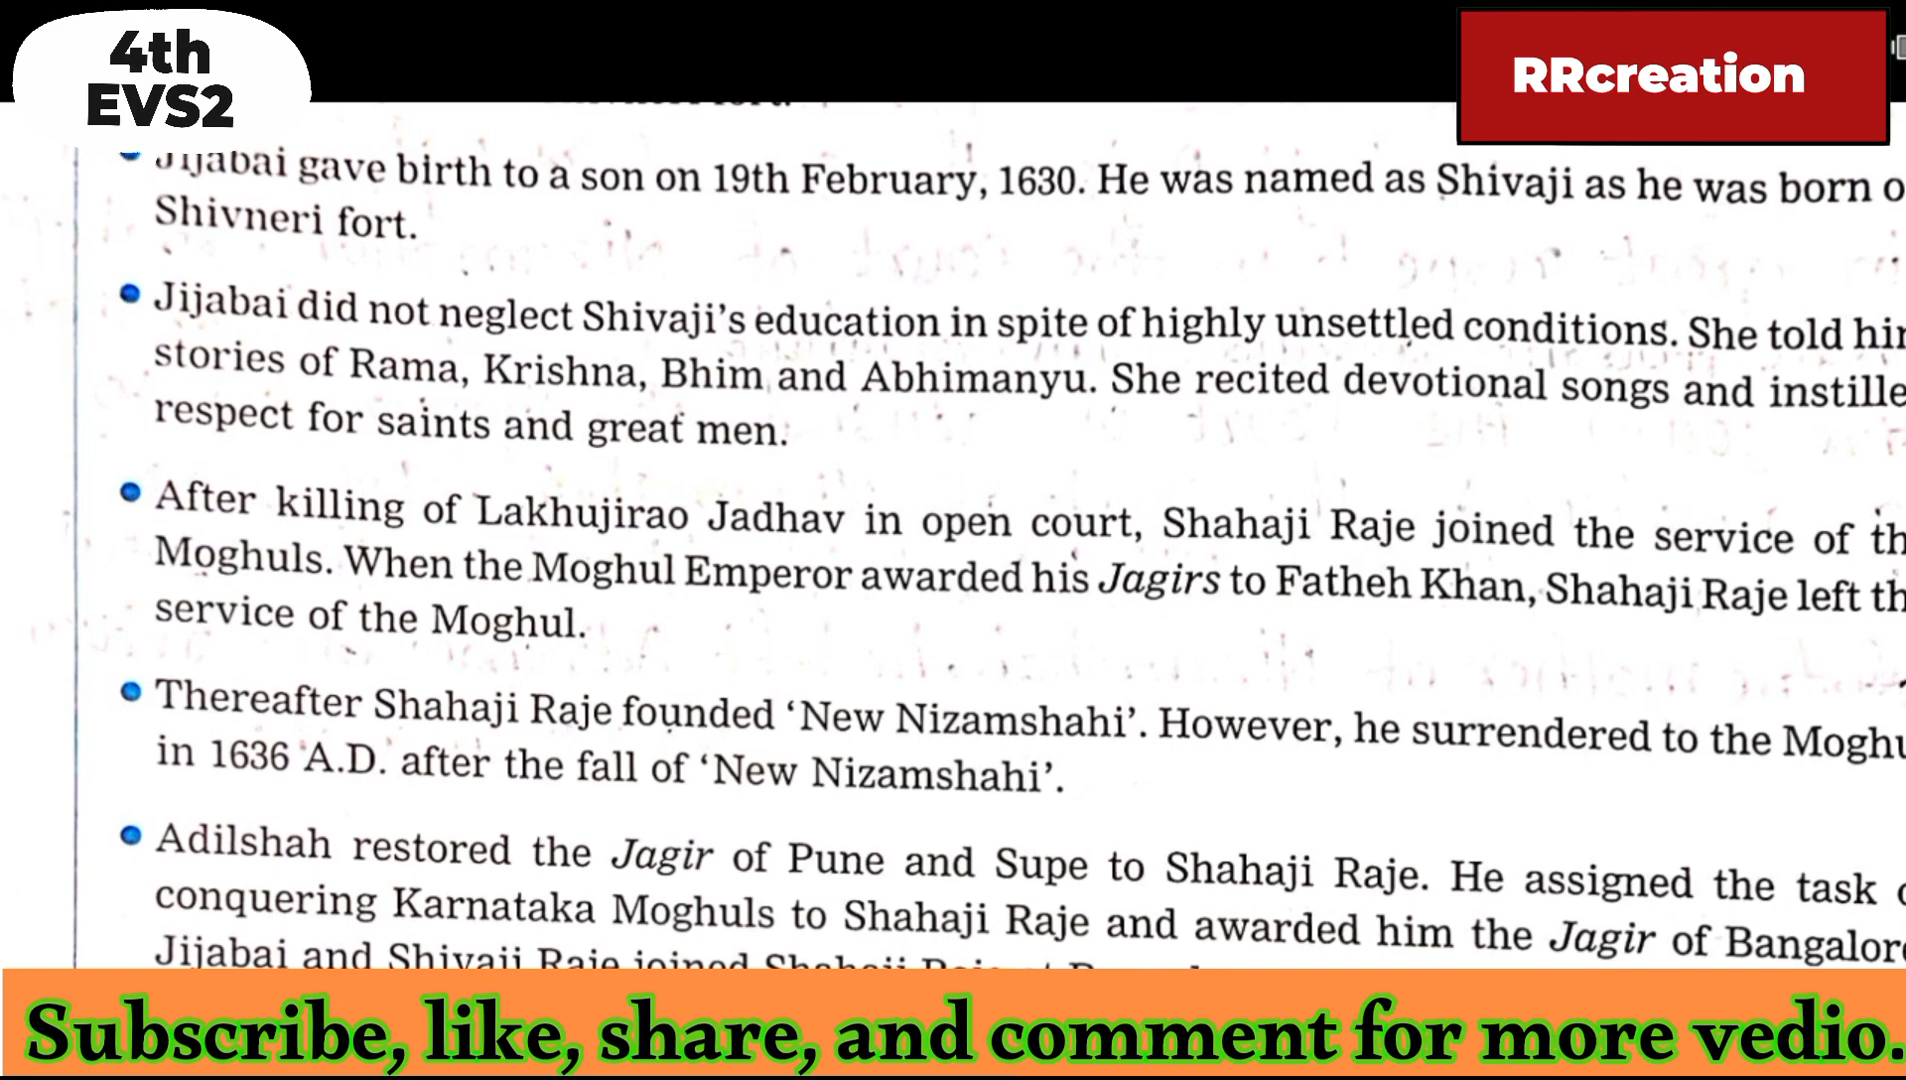 4th
EVS2
RRcreation
Jijabai gave birth to a son on 19th February, 1630. He was named as Shivaji as he was born o
Shivneri fort.
Jijabai did not neglect Shivaji's education in spite of highly unsettled conditions. She told hi
stories of Rama, Krishna, Bhim and Abhimanyu. She recited devotional songs and instille
respect for saints and great men.
After killing of Lakhujirao Jadhav in open court, Shahaji Raje joined the service of th
Moghuls. When the Moghul Emperor awarded his Jagirs to Fatheh Khan, Shahaji Raje left th
service of the Moghul.
Thereafter Shahaji Raje founded ‘New Nizamshahi’. However, he surrendered to the Moghu
in 1636 A.D. after the fall of ‘New Nizamshahi’.
Adilshah restored the Jagir of Pune and Supe to Shahaji Raje. He assigned the task o
conquering Karnataka Moghuls to Shahaji Raje and awarded him the Jagir of Bangalor
Jijabai and Shivaji Raje joined Shahaji
Subscribe, like, share, and comment for more vedio.